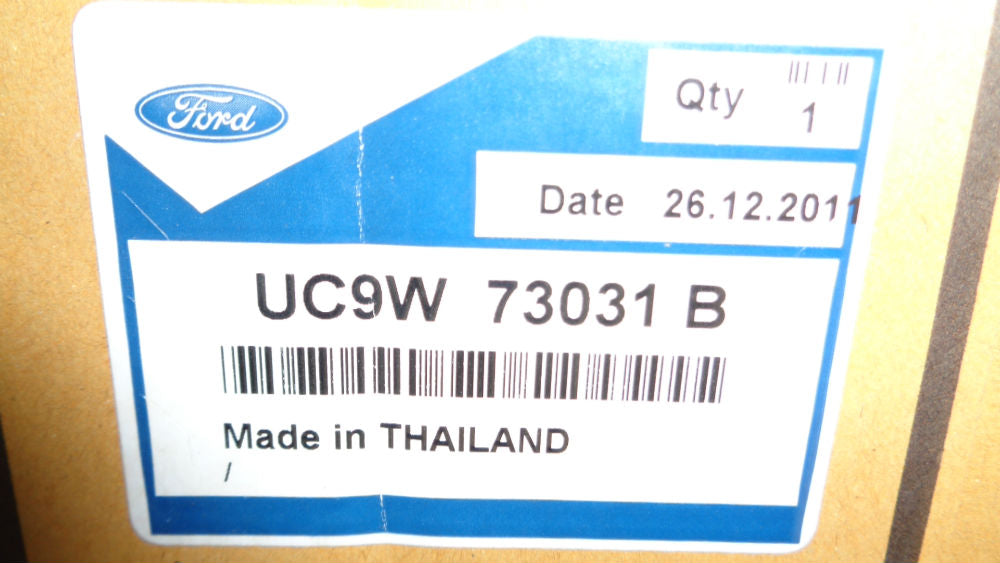 Ford
Qty 1
Date 26.12.2011
UC9W 73031 B
Made in THAILAND
/